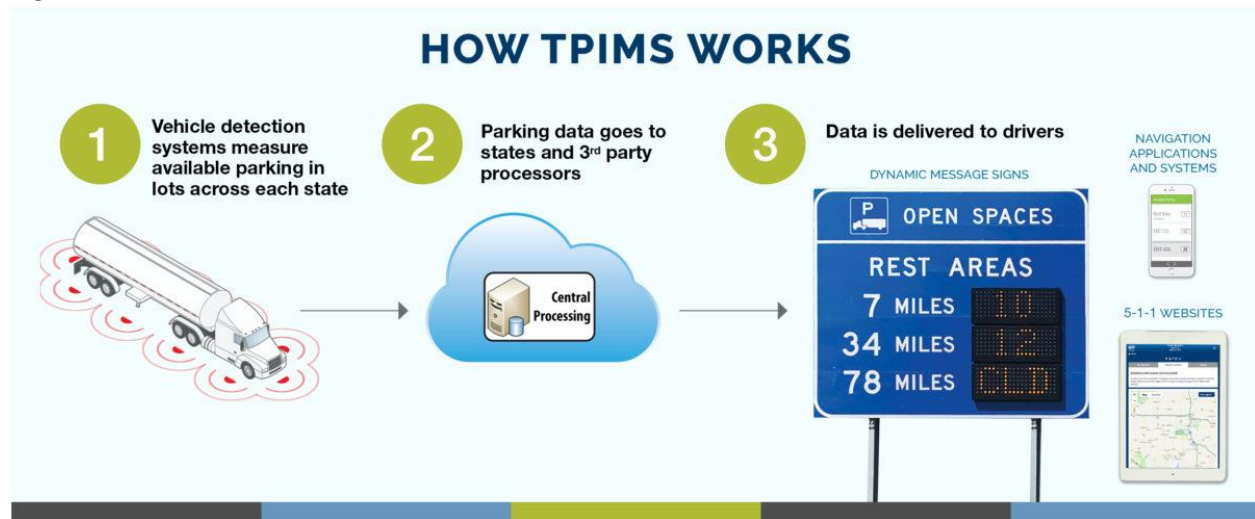 HOW TPIMS WORKS
1
Vehicle detection
systems measure
available parking in
lots across each state
2
Parking data goes to
states and 3rd party
processors
Central
Processing
3
Data is delivered to drivers
DYNAMIC MESSAGE SIGNS
P
OPEN SPACES
REST AREAS
7 MILES 10
34 MILES 12
78 MILES CLD
NAVIGATION
APPLICATIONS
AND SYSTEMS
5-1-1 WEBSITES